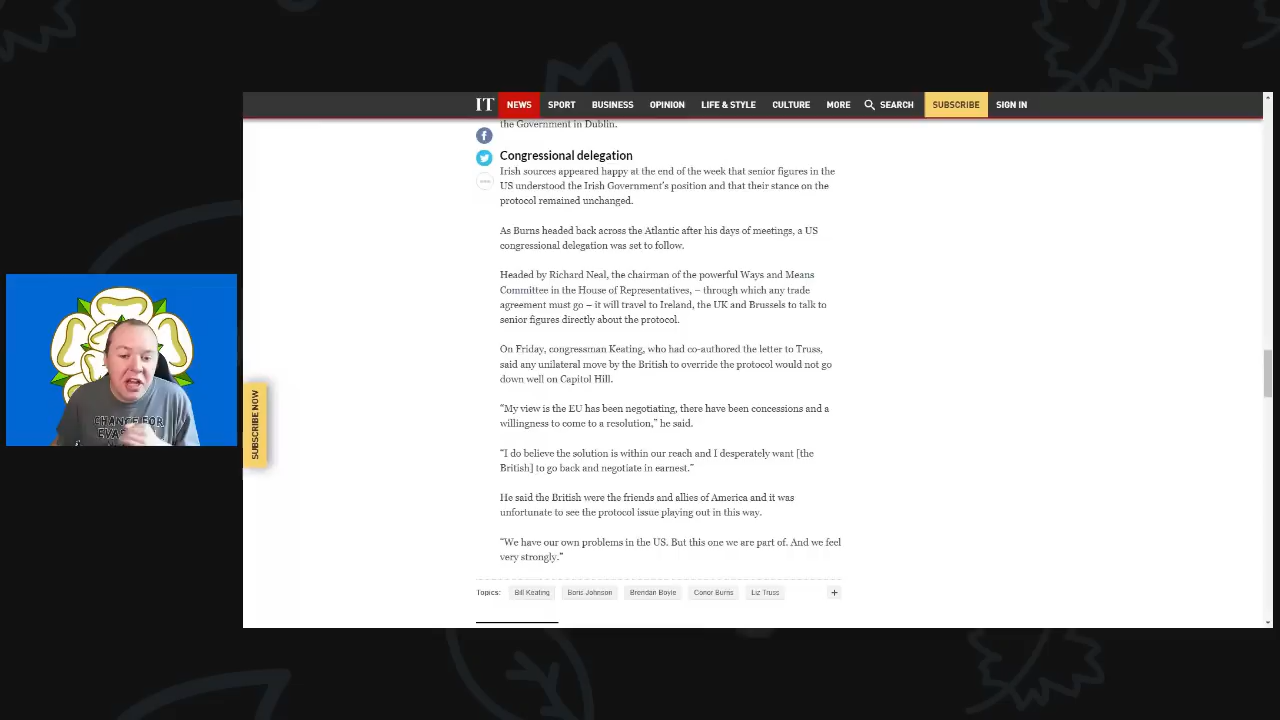 IT NEWS SPORT BUSINESS OPINION LIFE & STYLE CULTURE MORE SEARCH SUBSCRIBE SIGN IN
the Government in Dublin.
Congressional delegation
Irish sources appeared happy at the end of the week that senior figures in the
US understood the Irish Government's position and that their stance on the
protocol remained unchanged.
As Burns headed back across the Atlantic after his days of meetings, a US
congressional delegation was set to follow.
Headed by Richard Neal, the chairman of the powerful Ways and Means
Committee in the House of Representatives, – through which any trade
agreement must go – it will travel to Ireland, the UK and Brussels to talk to
senior figures directly about the protocol.
On Friday, congressman Keating, who had co-authored the letter to Truss,
said any unilateral move by the British to override the protocol would not go
down well on Capitol Hill.
“My view is the EU has been negotiating, there have been concessions and a
willingness to come to a resolution,” he said.
“I do believe the solution is within our reach and I desperately want [the
British] to go back and negotiate in earnest.”
He said the British were the friends and allies of America and it was
unfortunate to see the protocol issue playing out in this way.
“We have our own problems in the US. But this one we are part of. And we feel
very strongly.”
Topics: Bill Keating Boris Johnson Brendan Boyle Conor Burns Liz Truss +
SUBSCRIBE NOW
CHANGE FOR